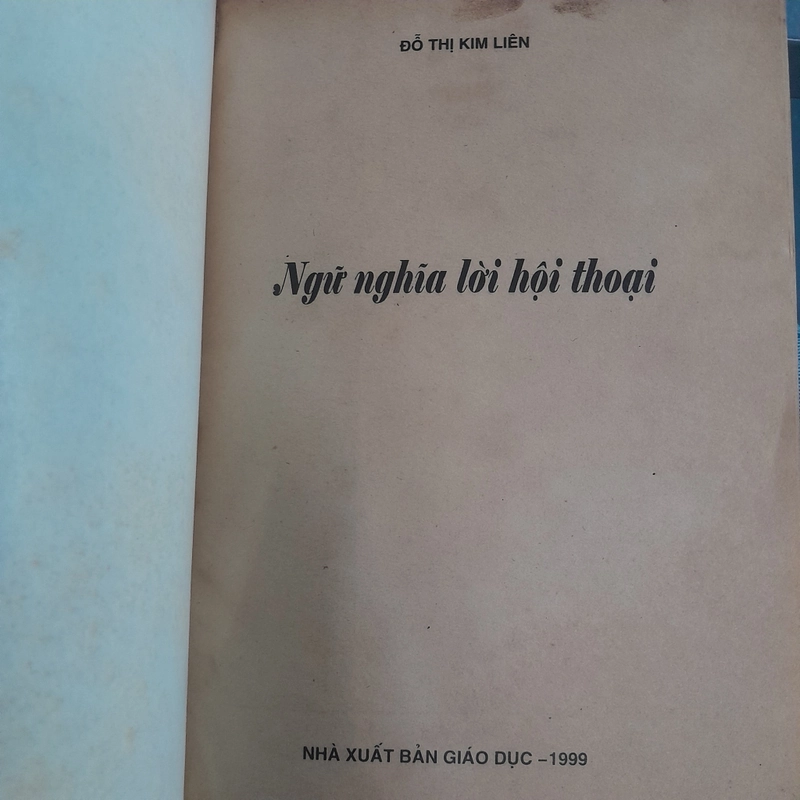 ĐỖ THỊ KIM LIÊN
Ngữ nghĩa lời hội thoại
NHÀ XUẤT BẢN GIÁO DỤC –1999